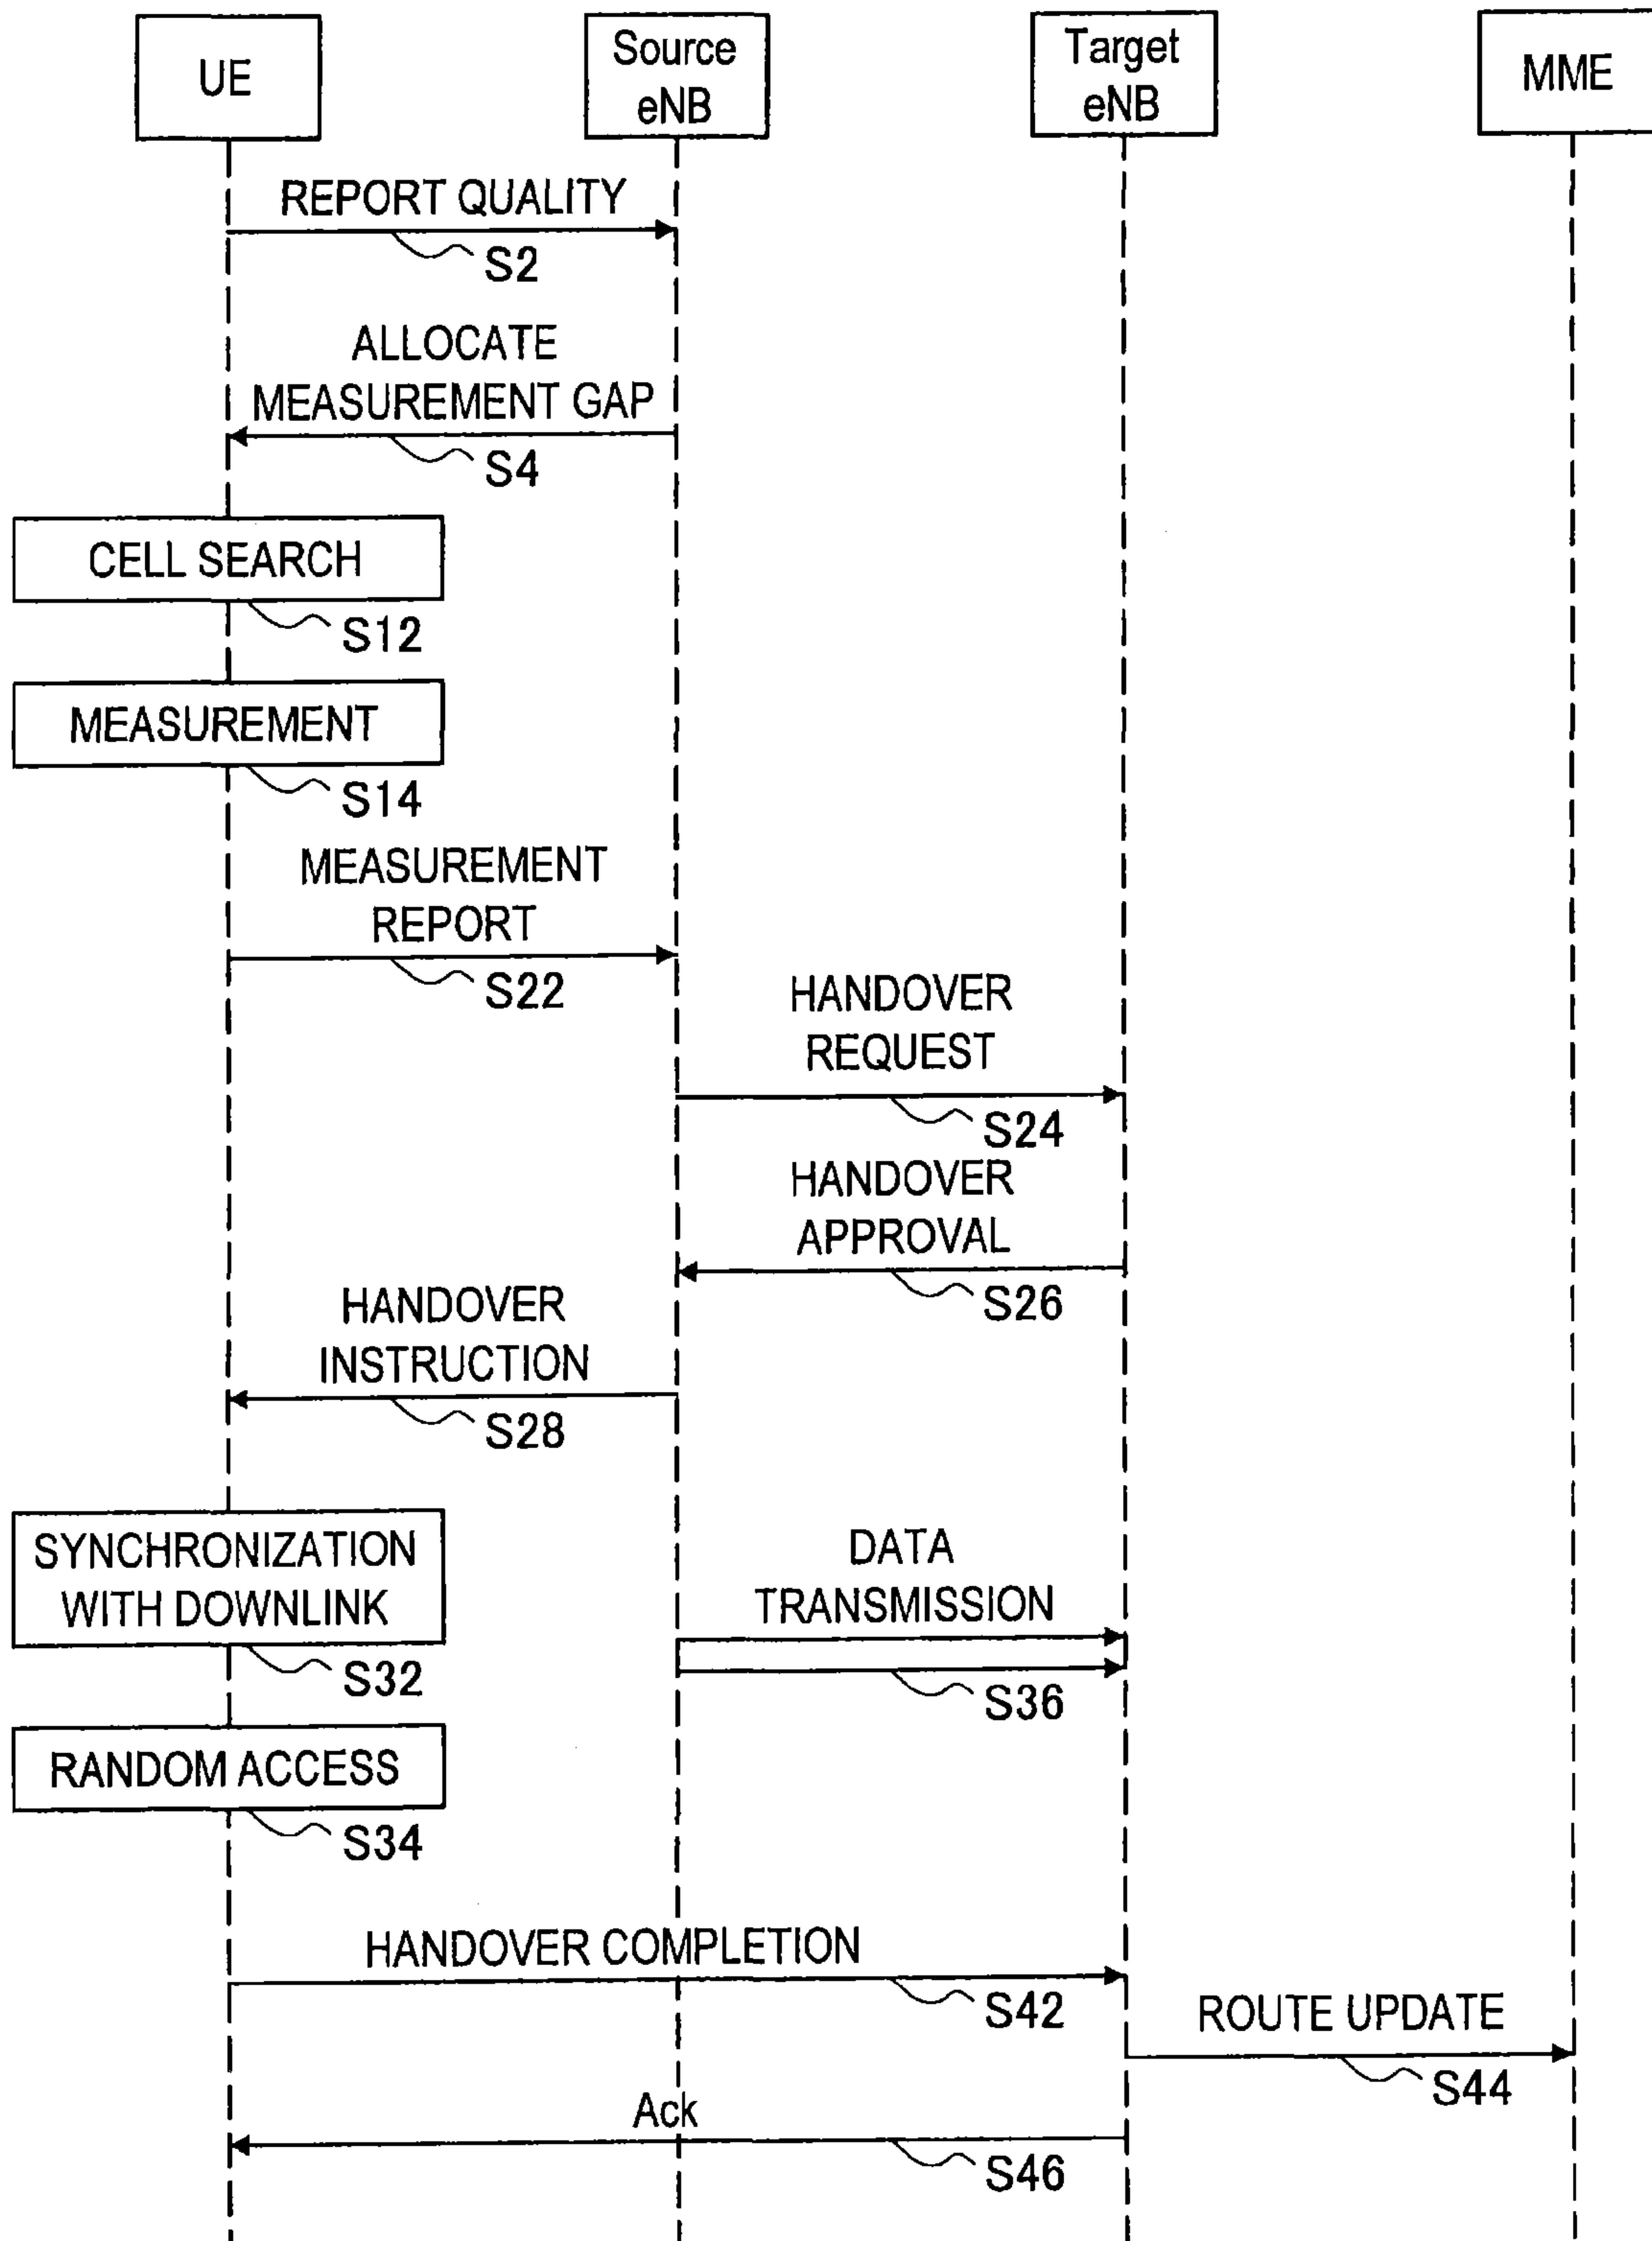 UE
Source
eNB
Target
eNB
MME
REPORT QUALITY
S2
ALLOCATE
MEASUREMENT GAP
S4
CELL SEARCH
S12
MEASUREMENT
S14
MEASUREMENT
REPORT
S22
HANDOVER
REQUEST
S24
HANDOVER
APPROVAL
S26
HANDOVER
INSTRUCTION
S28
SYNCHRONIZATION
WITH DOWNLINK
S32
DATA
TRANSMISSION
S36
RANDOM ACCESS
S34
HANDOVER COMPLETION
S42
ROUTE UPDATE
S44
Ack
S46